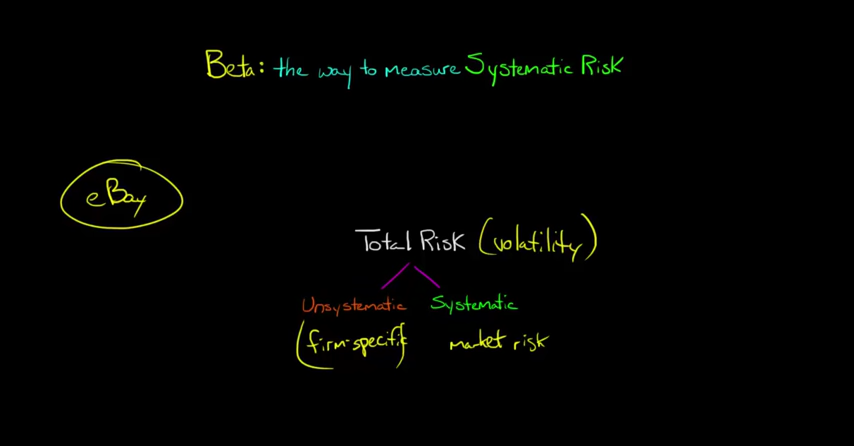 Beta: the way to measure Systematic Risk
eBay
Total Risk (volatility)
Unsystematic Systematic
(firm-specific) market risk